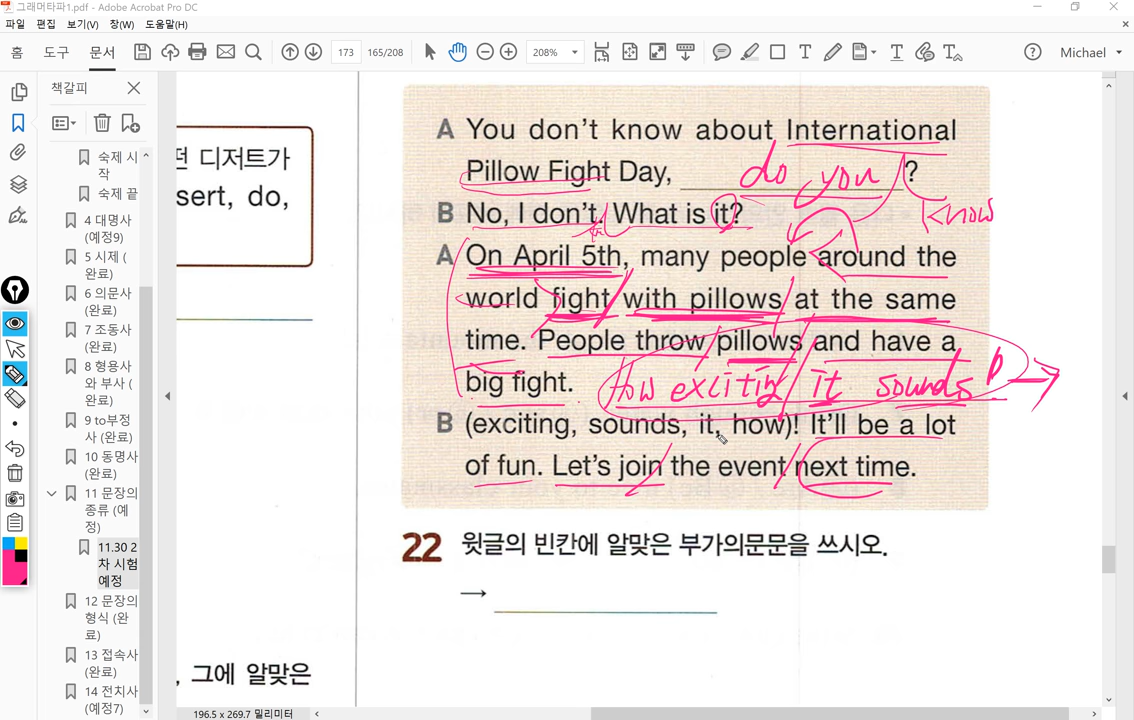 그래머타파1.pdf - Adobe Acrobat Pro DC
파일 편집 보기(V) 창(W) 도움말(H)
홈 도구 문서 173 165/208 208% Michael
책갈피
숙제 시작
숙제 끝
4 대명사 (예정9)
5 시제 (완료)
6 의문사 (완료)
7 조동사 (완료)
8 형용사와 부사 (완료)
9 to부정사 (완료)
10 동명사 (완료)
11 문장의 종류 (예정)
11.30 2차 시험 예정
12 문장의 형식 (완료)
13 접속사 (완료)
14 전치사 (예정7)
떤 디저트가
sert, do,
, 그에 알맞은
A You don't know about International
Pillow Fight Day, do you ?
know
B No, I don't. What is it?
A On April 5th, many people around the
world fight with pillows at the same
time. People throw pillows and have a
big fight. How exciting it sounds
B (exciting, sounds, it, how)! It'll be a lot
of fun. Let's join the event next time.
22 윗글의 빈칸에 알맞은 부가의문문을 쓰시오.
→
196.5 x 269.7 밀리미터